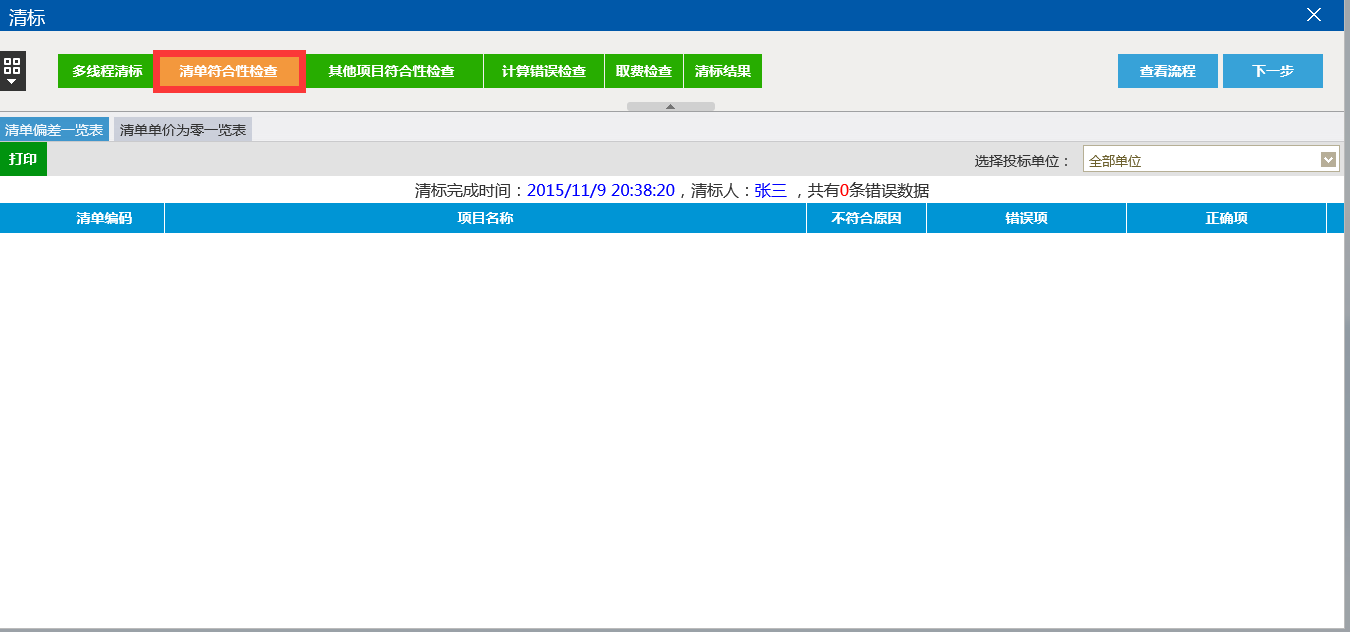 清标
多线程清标 清单符合性检查 其他项目符合性检查 计算错误检查 取费检查 清标结果 查看流程 下一步
清单偏差一览表 清单单价为零一览表
打印 选择投标单位： 全部单位
清标完成时间：2015/11/9 20:38:20，清标人：张三 ，共有0条错误数据
清单编码 项目名称 不符合原因 错误项 正确项